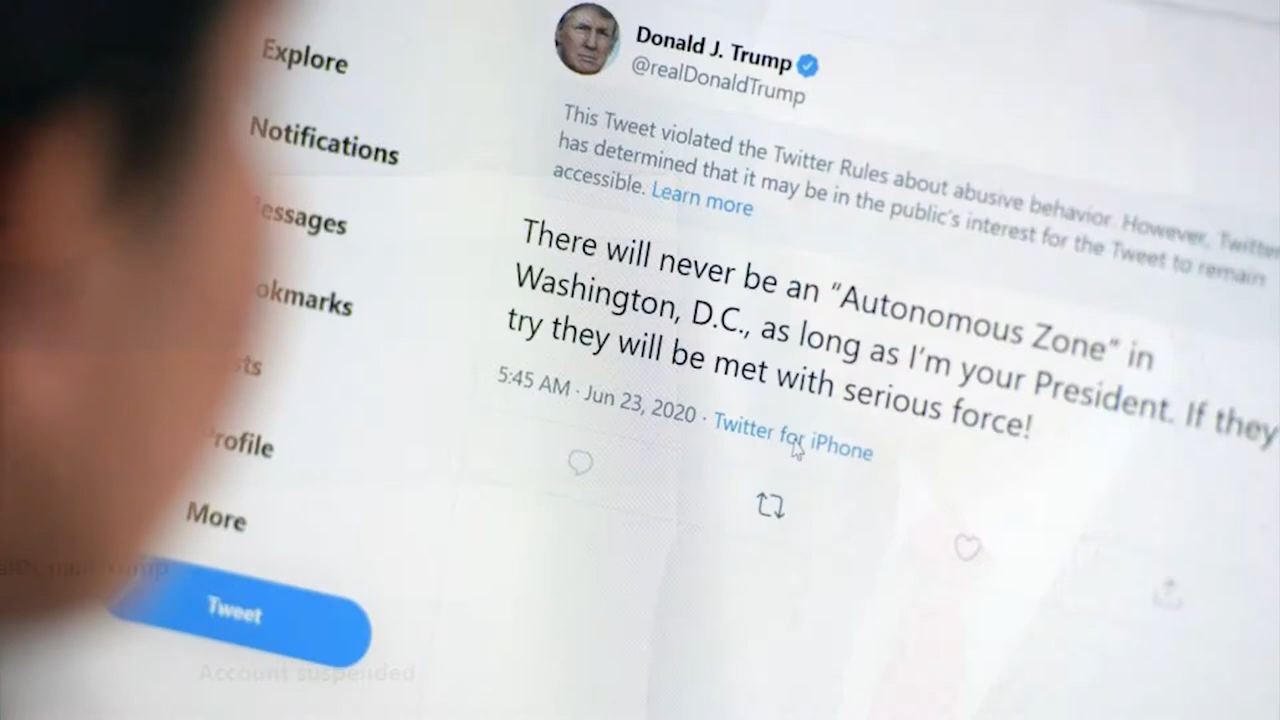 Explore
Notifications
essages
okmarks
sts
rofile
More
Tweet
Account suspended
Donald J. Trump
@realDonaldTrump
This Tweet violated the Twitter Rules about abusive behavior. However, Twitter
has determined that it may be in the public's interest for the Tweet to remain
accessible. Learn more
There will never be an “Autonomous Zone” in
Washington, D.C., as long as I’m your President. If they
try they will be met with serious force!
5:45 AM · Jun 23, 2020 · Twitter for iPhone